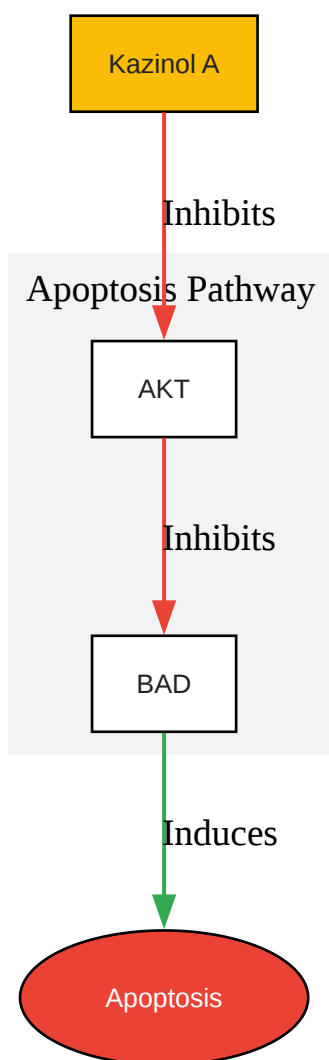 Kazinol A
Inhibits
Apoptosis Pathway
AKT
Inhibits
BAD
Induces
Apoptosis